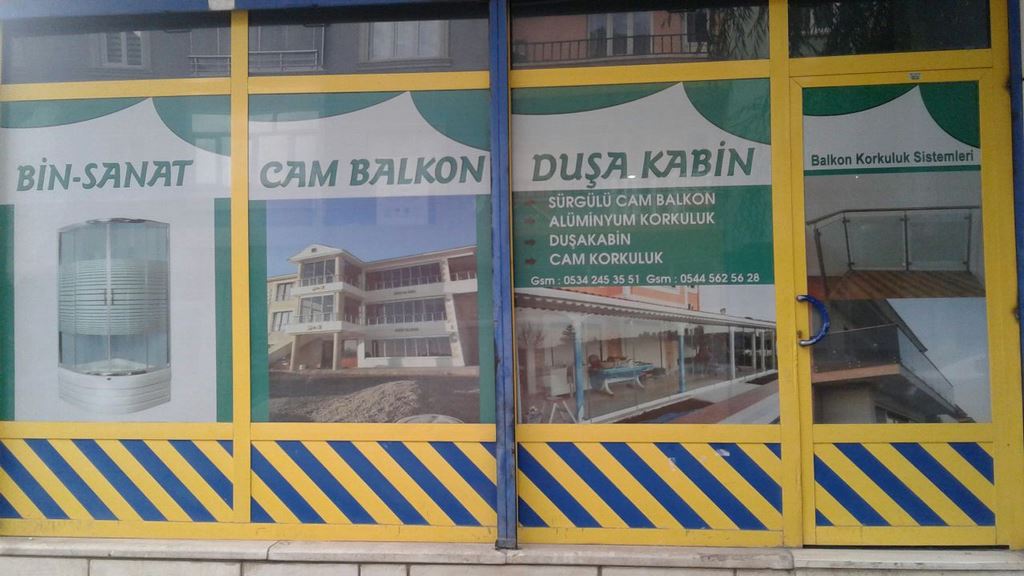 BİN-SANAT
CAM BALKON
DUŞA KABİN
SÜRGÜLÜ CAM BALKON
ALÜMİNYUM KORKULUK
DUŞAKABİN
CAM KORKULUK
Gsm : 0534 245 35 51 Gsm : 0544 562 56 28
Balkon Korkuluk Sistemleri